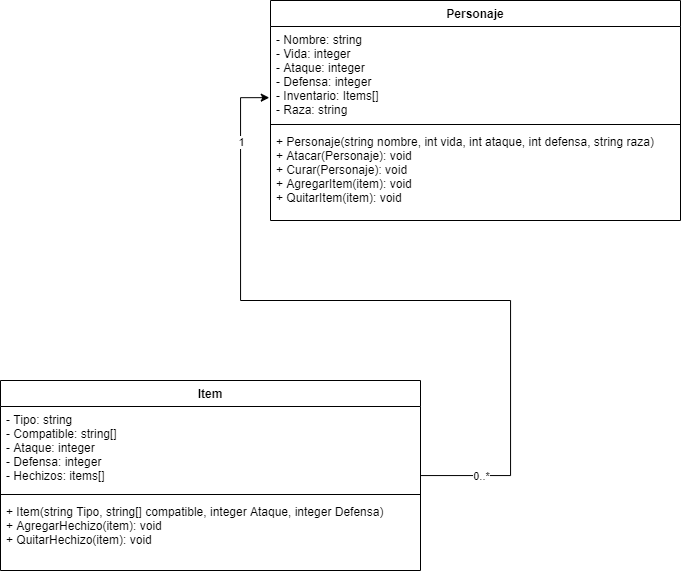 Personaje
- Nombre: string
- Vida: integer
- Ataque: integer
- Defensa: integer
- Inventario: Items[]
- Raza: string
+ Personaje(string nombre, int vida, int ataque, int defensa, string raza)
+ Atacar(Personaje): void
+ Curar(Personaje): void
+ AgregarItem(item): void
+ QuitarItem(item): void
1
Item
- Tipo: string
- Compatible: string[]
- Ataque: integer
- Defensa: integer
- Hechizos: items[]
0..*
+ Item(string Tipo, string[] compatible, integer Ataque, integer Defensa)
+ AgregarHechizo(item): void
+ QuitarHechizo(item): void